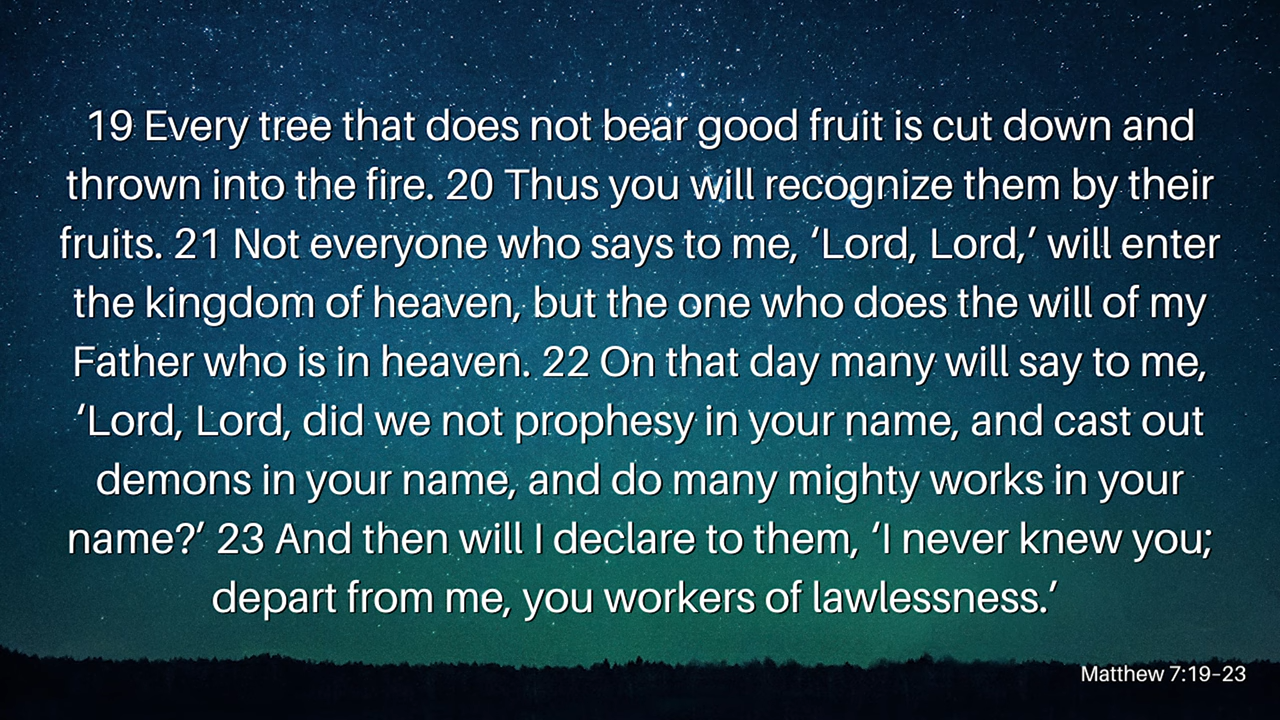 19 Every tree that does not bear good fruit is cut down and
thrown into the fire. 20 Thus you will recognize them by their
fruits. 21 Not everyone who says to me, ‘Lord, Lord,’ will enter
the kingdom of heaven, but the one who does the will of my
Father who is in heaven. 22 On that day many will say to me,
‘Lord, Lord, did we not prophesy in your name, and cast out
demons in your name, and do many mighty works in your
name?’ 23 And then will I declare to them, ‘I never knew you;
depart from me, you workers of lawlessness.’
Matthew 7:19–23